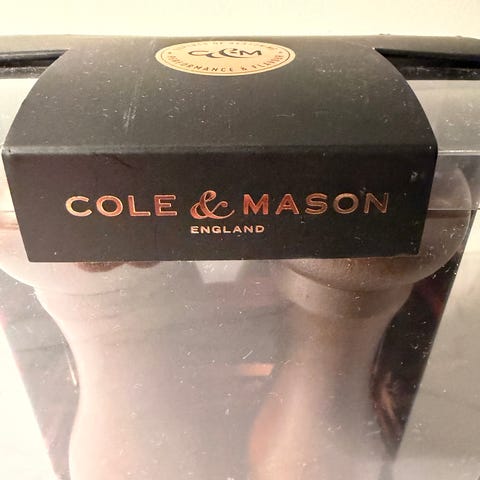 C&M
PERFORMANCE & FLAVOUR
COLE & MASON
ENGLAND